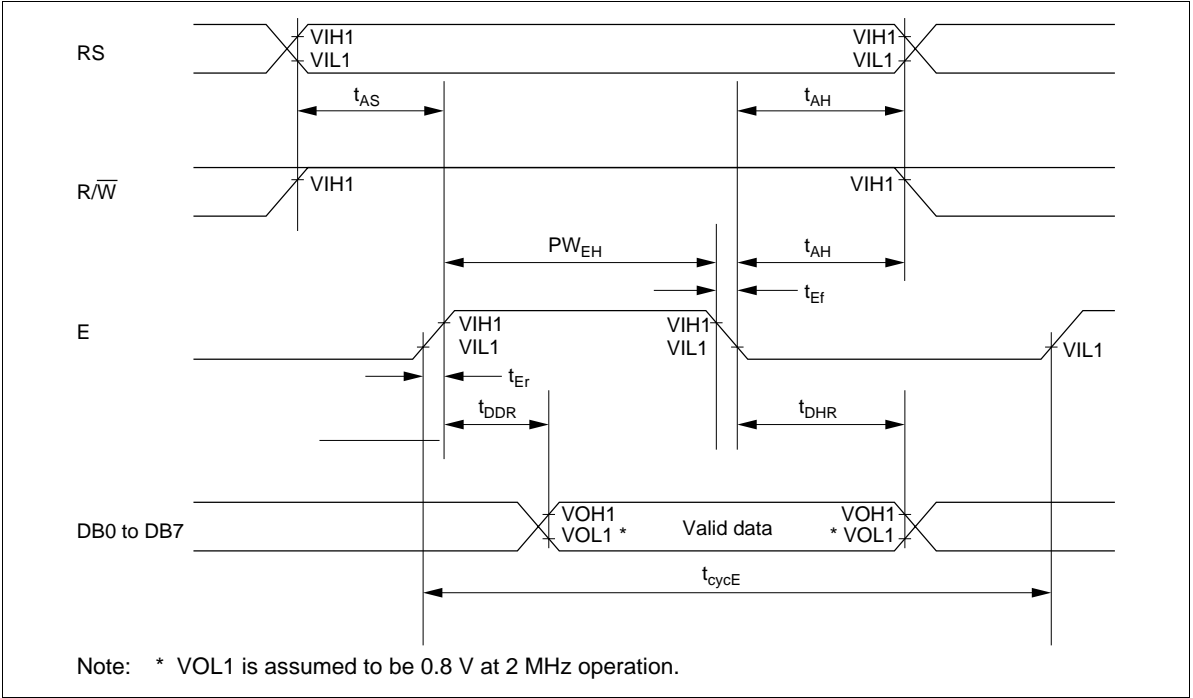 RS
VIH1
VIL1
VIH1
VIL1
tAS
tAH
R/W̅
VIH1
VIH1
PWEH
tAH
tEf
E
VIH1
VIL1
VIH1
VIL1
VIL1
tEr
tDDR
tDHR
DB0 to DB7
VOH1
VOL1 *
Valid data
VOH1
* VOL1
tcycE
Note: * VOL1 is assumed to be 0.8 V at 2 MHz operation.